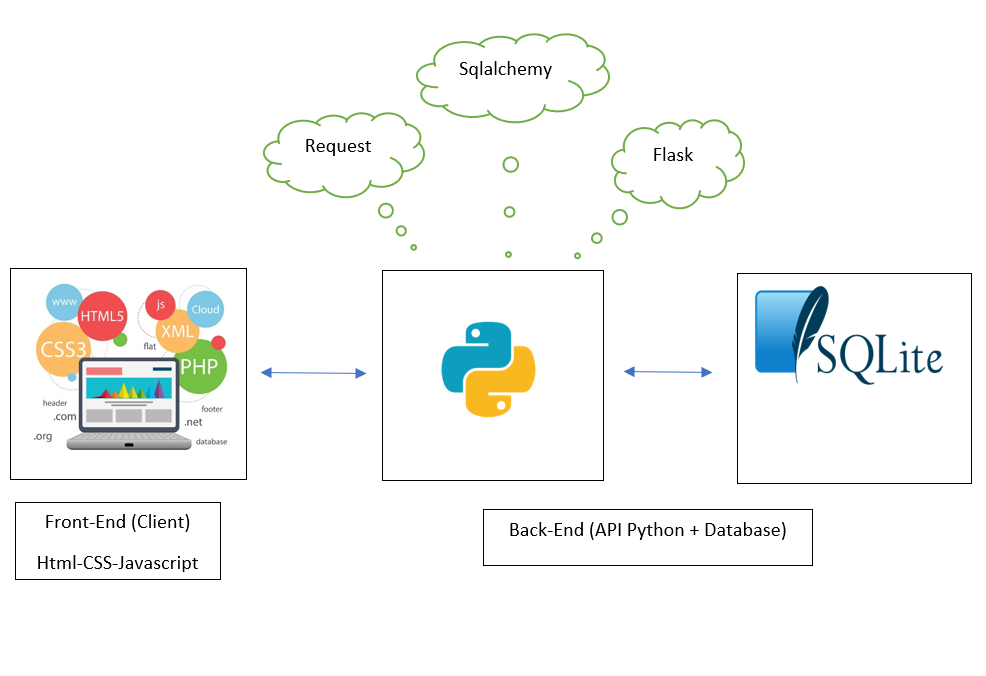 Sqlalchemy
Request
Flask
www
HTML5
js
Cloud
XML
CSS3
flat
PHP
header
.com
footer
.net
.org
database
SQLite
Front-End (Client)
Html-CSS-Javascript
Back-End (API Python + Database)